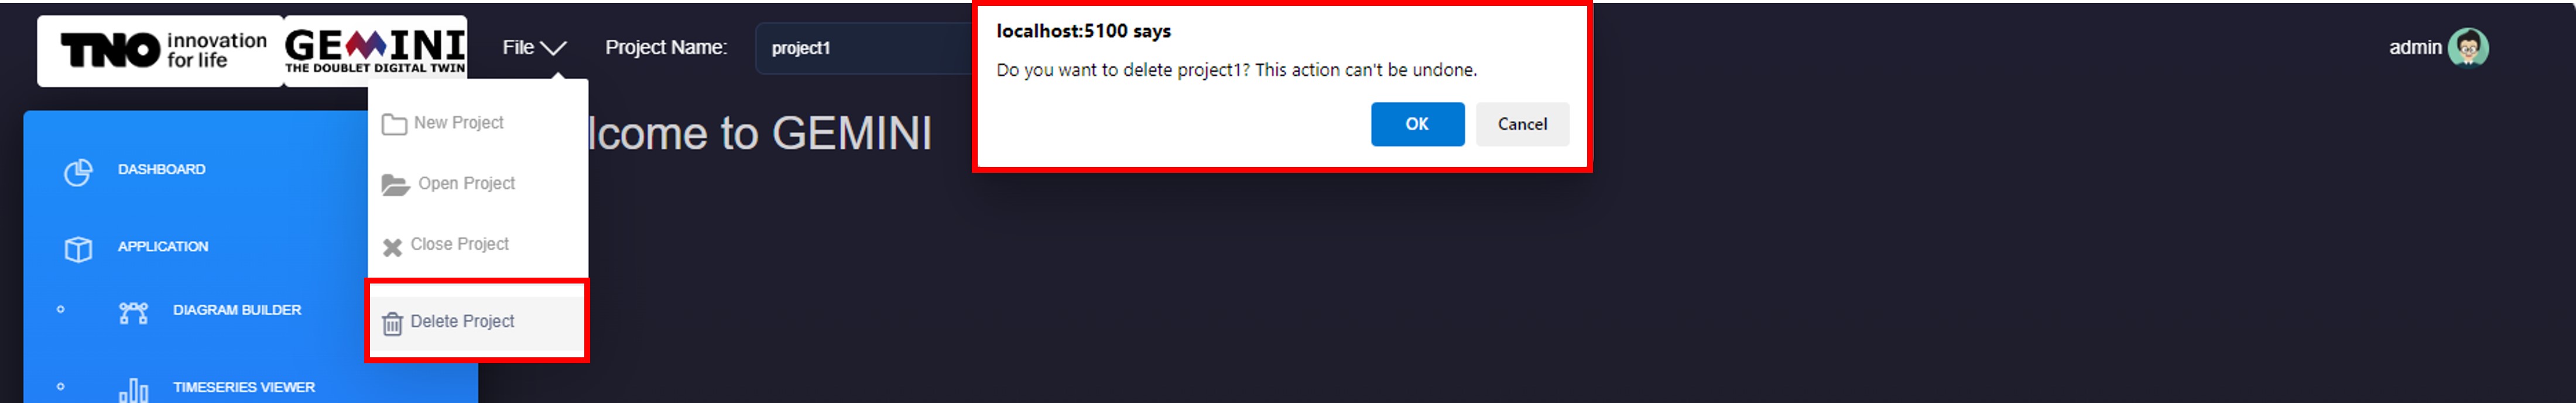 TNO innovation
for life
GEMINI
THE DOUBLET DIGITAL TWIN
File
Project Name:
project1
localhost:5100 says
Do you want to delete project1? This action can't be undone.
OK
Cancel
admin
New Project
Open Project
Close Project
Delete Project
lcome to GEMINI
DASHBOARD
APPLICATION
DIAGRAM BUILDER
TIMESERIES VIEWER